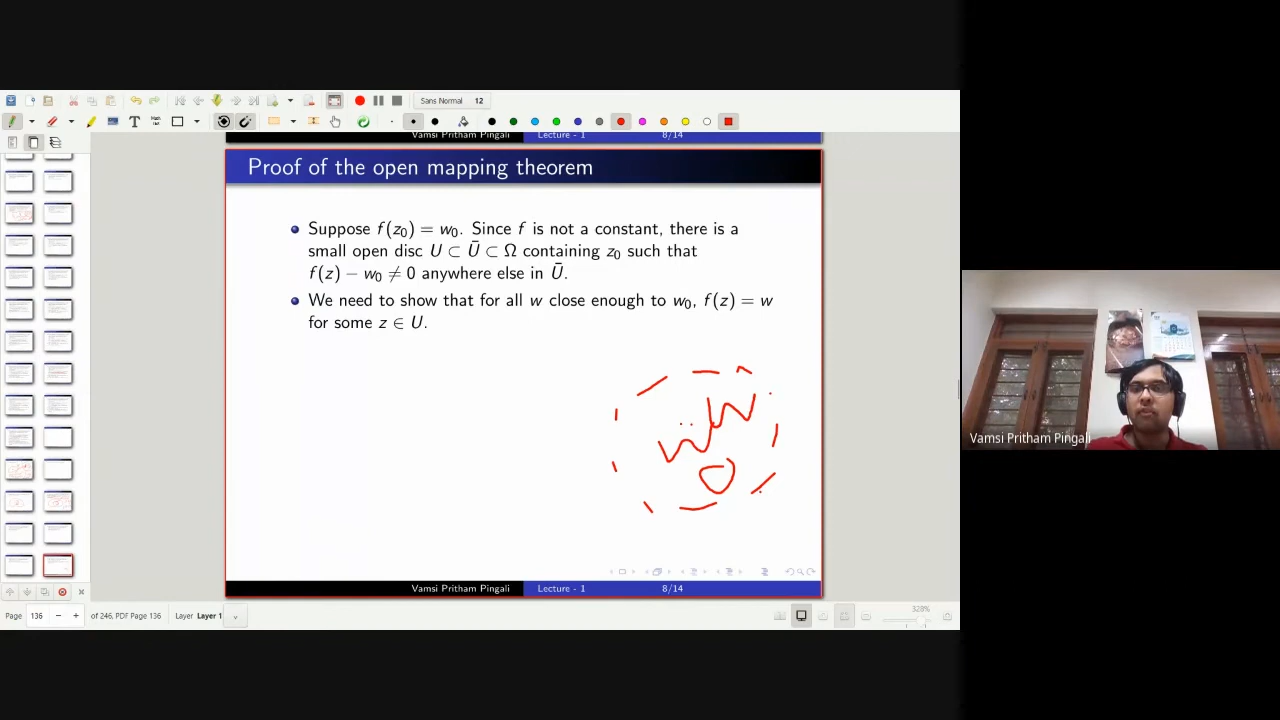 Sans Normal 12
Vamsi Pritham Pingali Lecture - 1 8/14
Proof of the open mapping theorem
Suppose f(z₀) = w₀. Since f is not a constant, there is a
small open disc U ⊂ Ū ⊂ Ω containing z₀ such that
f(z) − w₀ ≠ 0 anywhere else in Ū.
We need to show that for all w close enough to w₀, f(z) = w
for some z ∈ U.
w
w
0
Vamsi Pritham Pingali
Vamsi Pritham Pingali Lecture - 1 8/14
Page 136 of 246, PDF Page 136 Layer Layer 1 328%